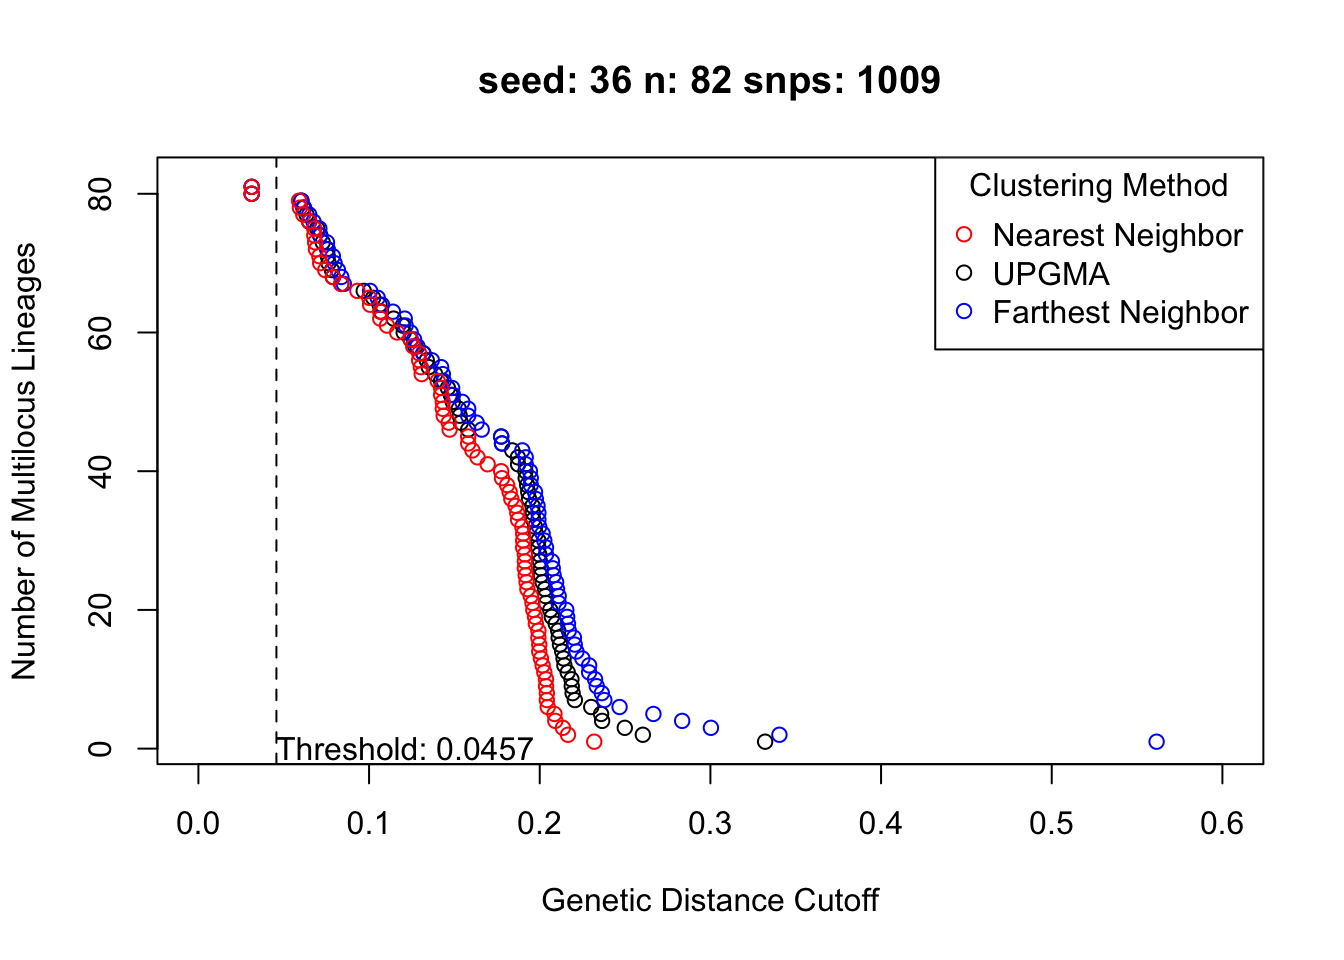 seed: 36 n: 82 snps: 1009
Clustering Method
Nearest Neighbor
UPGMA
Farthest Neighbor
Number of Multilocus Lineages
80
60
40
20
0
Threshold: 0.0457
0.0 0.1 0.2 0.3 0.4 0.5 0.6
Genetic Distance Cutoff